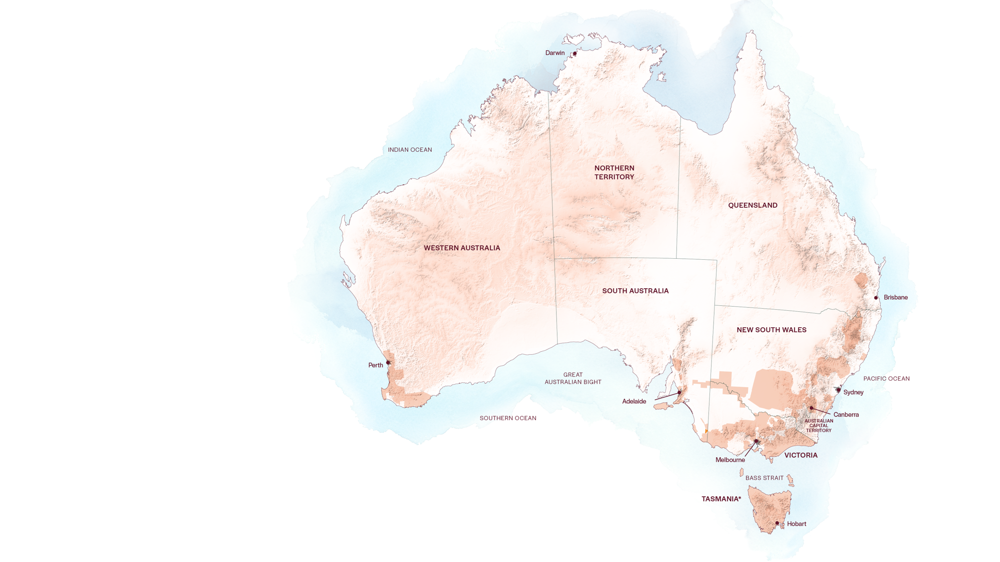 Darwin
INDIAN OCEAN
NORTHERN
TERRITORY
QUEENSLAND
WESTERN AUSTRALIA
SOUTH AUSTRALIA
Brisbane
NEW SOUTH WALES
Perth
GREAT
AUSTRALIAN BIGHT
PACIFIC OCEAN
Sydney
Adelaide
SOUTHERN OCEAN
Canberra
AUSTRALIAN
CAPITAL
TERRITORY
VICTORIA
Melbourne
BASS STRAIT
TASMANIA*
Hobart